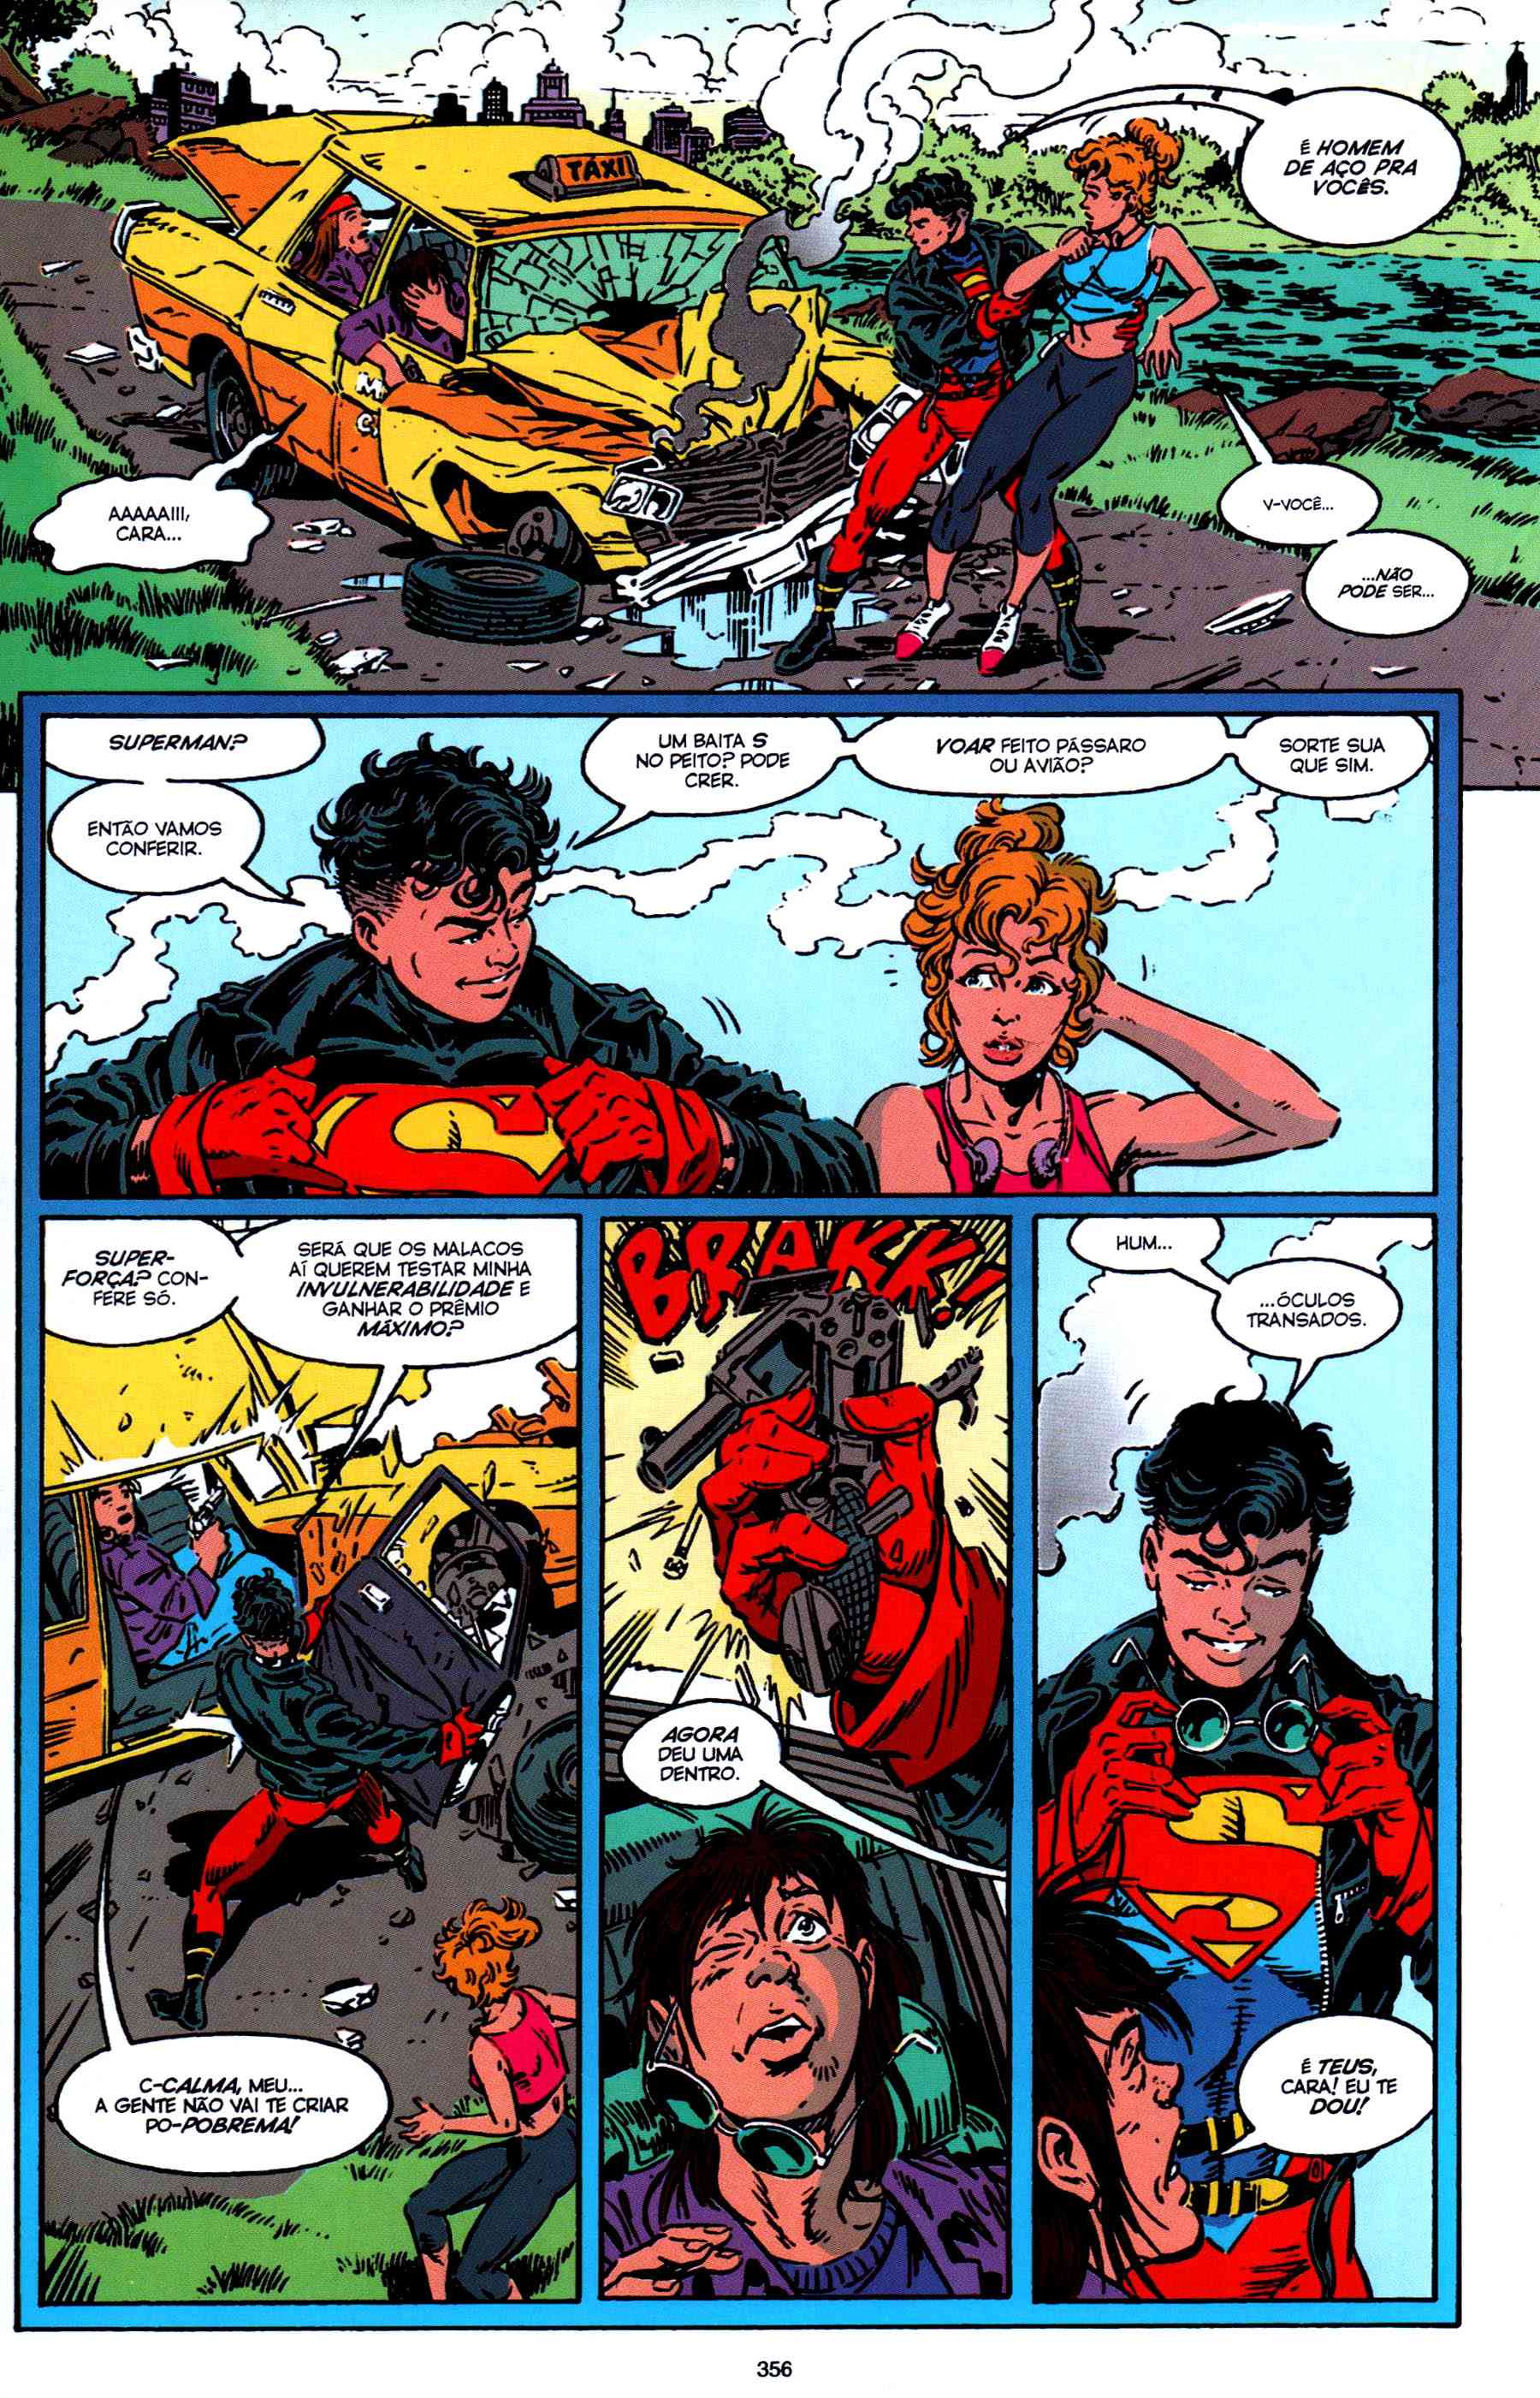 É HOMEM
DE AÇO PRA
VOCÊS.
TÁXI
M
C
AAAAAIII,
CARA...
V-VOCÊ...
...NÃO
PODE SER...
SUPERMAN?
ENTÃO VAMOS
CONFERIR.
UM BAITA S
NO PEITO? PODE
CRER.
VOAR FEITO PÁSSARO
OU AVIÃO?
SORTE SUA
QUE SIM.
SUPER-
FORÇA? CON-
FERE SÓ.
SERÁ QUE OS MALACOS
AÍ QUEREM TESTAR MINHA
INVULNERABILIDADE E
GANHAR O PRÊMIO
MÁXIMO?
C-CALMA, MEU...
A GENTE NÃO VAI TE CRIAR
PO-POBREMA!
BRAKK!
AGORA
DEU UMA
DENTRO.
HUM...
...ÓCULOS
TRANSADOS.
S
É TEUS,
CARA! EU TE
DOU!
356